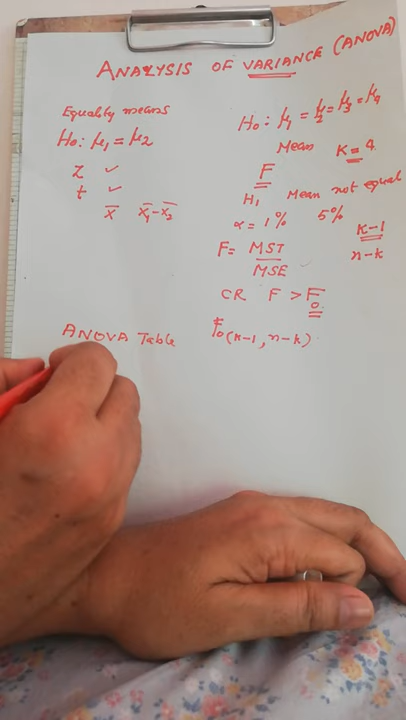 ANALYSIS OF VARIANCE (ANOVA)
Equality means
H₀: μ₁ = μ₂
Z ✓
t ✓
x̄ x̄₁-x̄₂
H₀: μ₁ = μ₂ = μ₃ = μ₄
Mean K = 4
F
H₁ Mean not equal
α = 1% 5%
K-1
n-k
F = MST
MSE
CR F > F₀
ANOVA Table F₀(k-1, n-k)